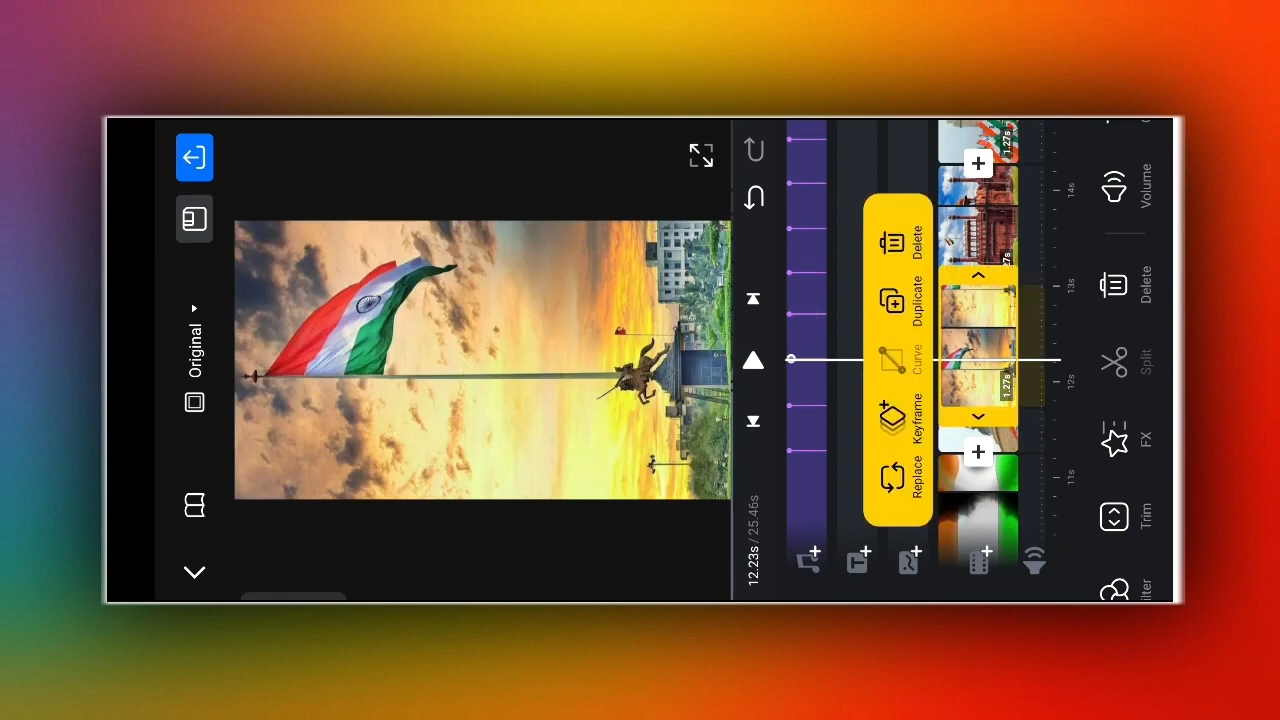 Original
12.23s / 25.46s
Replace
Keyframe
Curve
Duplicate
Delete
1.27s
7s
1.27s
11s
12s
13s
14s
ilter
Trim
FX
Split
Delete
Volume